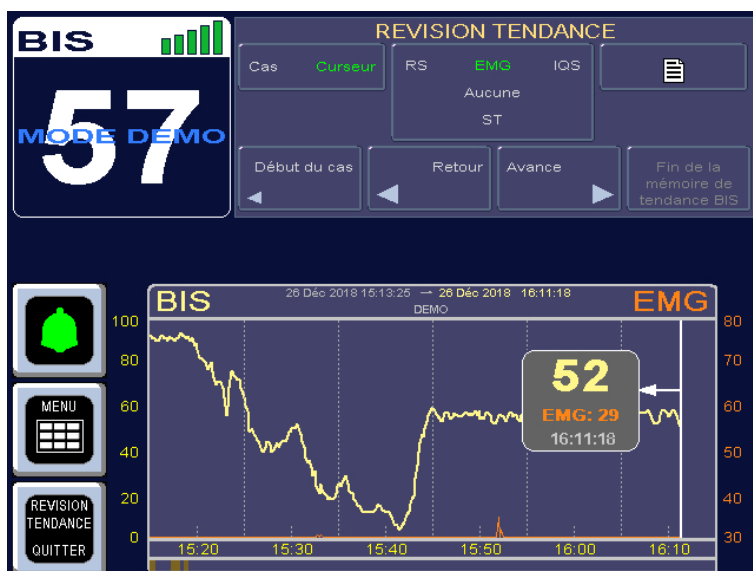 BIS
57
MODE DEMO
REVISION TENDANCE
Cas Curseur
RS EMG IQS
Aucune
ST
Début du cas
Retour
Avance
Fin de la
mémoire de
tendance BIS
MENU
REVISION
TENDANCE
QUITTER
BIS
26 Déc 2018 15:13:25 → 26 Déc 2018 16:11:18
DEMO
EMG
100
80
60
40
20
0
52
EMG: 29
16:11:18
80
70
60
50
40
30
15:20 15:30 15:40 15:50 16:00 16:10